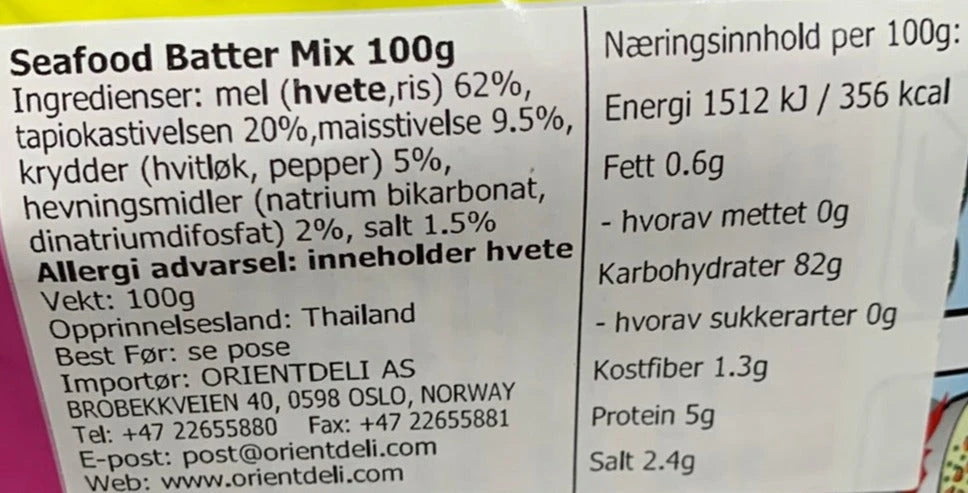 Seafood Batter Mix 100g
Ingredienser: mel (hvete,ris) 62%,
tapiokastivelsen 20%,maisstivelse 9.5%,
krydder (hvitløk, pepper) 5%,
hevningsmidler (natrium bikarbonat,
dinatriumdifosfat) 2%, salt 1.5%
Allergi advarsel: inneholder hvete
Vekt: 100g
Opprinnelsesland: Thailand
Best Før: se pose
Importør: ORIENTDELI AS
BROBEKKVEIEN 40, 0598 OSLO, NORWAY
Tel: +47 22655880 Fax: +47 22655881
E-post: post@orientdeli.com
Web: www.orientdeli.com
Næringsinnhold per 100g:
Energi 1512 kJ / 356 kcal
Fett 0.6g
- hvorav mettet 0g
Karbohydrater 82g
- hvorav sukkerarter 0g
Kostfiber 1.3g
Protein 5g
Salt 2.4g